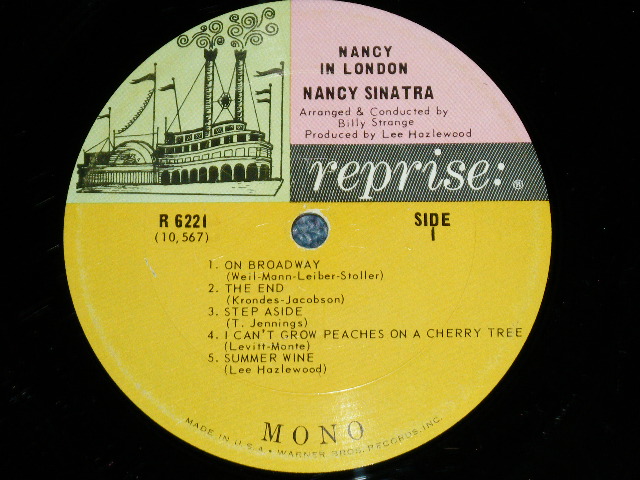 NANCY
IN LONDON
NANCY SINATRA
Arranged & Conducted by
Billy Strange
Produced by Lee Hazlewood
reprise: ®
R 6221
(10,567)
SIDE
1
1. ON BROADWAY
(Weil-Mann-Leiber-Stoller)
2. THE END
(Krondes-Jacobson)
3. STEP ASIDE
(T. Jennings)
4. I CAN'T GROW PEACHES ON A CHERRY TREE
(Levitt-Monte)
5. SUMMER WINE
(Lee Hazlewood)
MONO
MADE IN U.S.A. • WARNER BROS. RECORDS, INC.